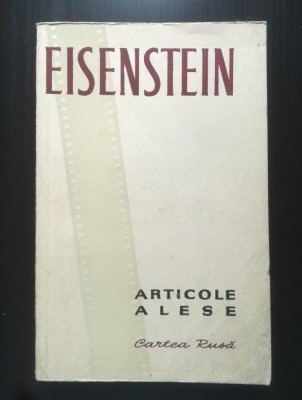 EISENSTEIN
ARTICOLE
ALESE
Cartea Rusă